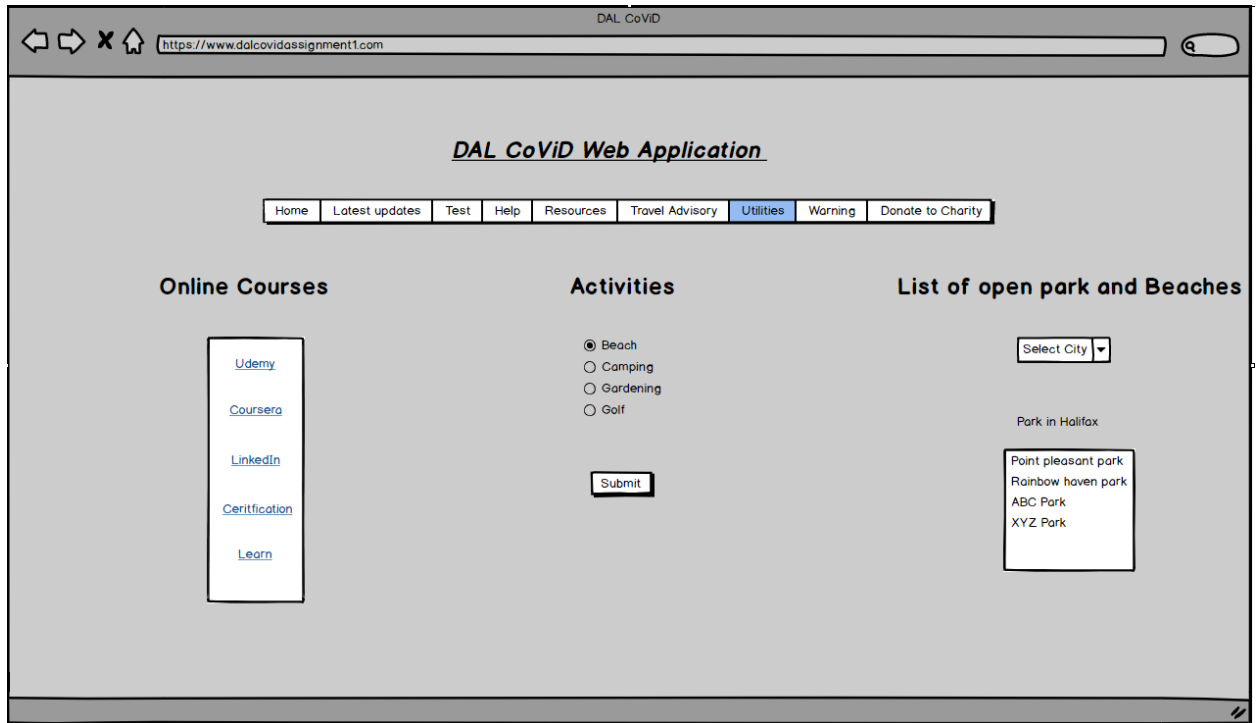 DAL CoViD
https://www.dalcovidassignment1.com
DAL CoViD Web Application
Home Latest updates Test Help Resources Travel Advisory Utilities Warning Donate to Charity
Online Courses
Udemy
Coursera
LinkedIn
Ceritfication
Learn
Activities
Beach
Camping
Gardening
Golf
Submit
List of open park and Beaches
Select City
Park in Halifax
Point pleasant park
Rainbow haven park
ABC Park
XYZ Park